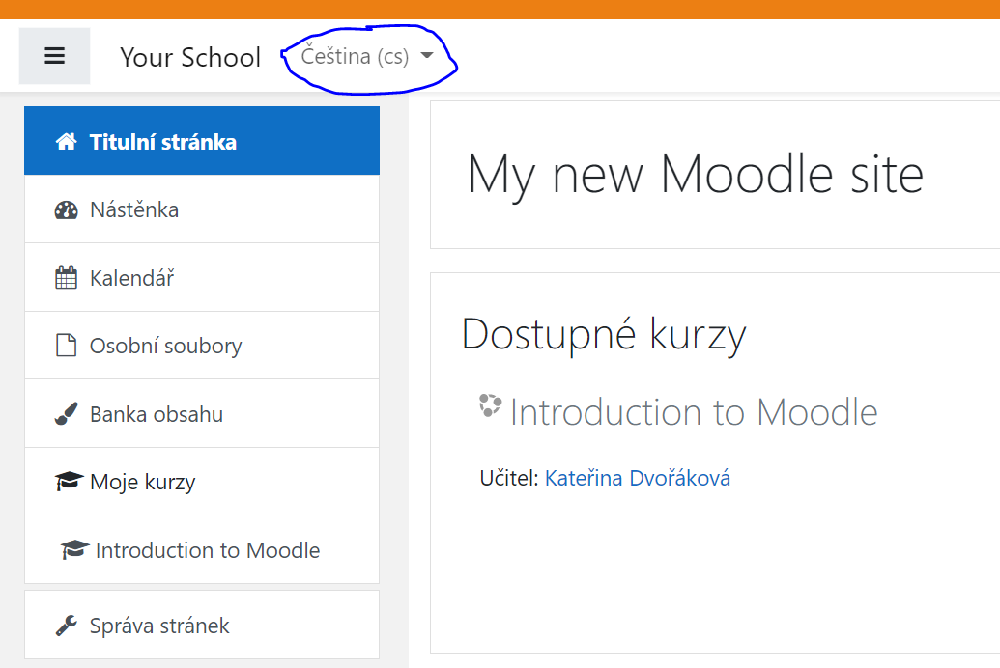 Your School
Čeština (cs)
Titulní stránka
Nástěnka
Kalendář
Osobní soubory
Banka obsahu
Moje kurzy
Introduction to Moodle
Správa stránek
My new Moodle site
Dostupné kurzy
Introduction to Moodle
Učitel: Kateřina Dvořáková